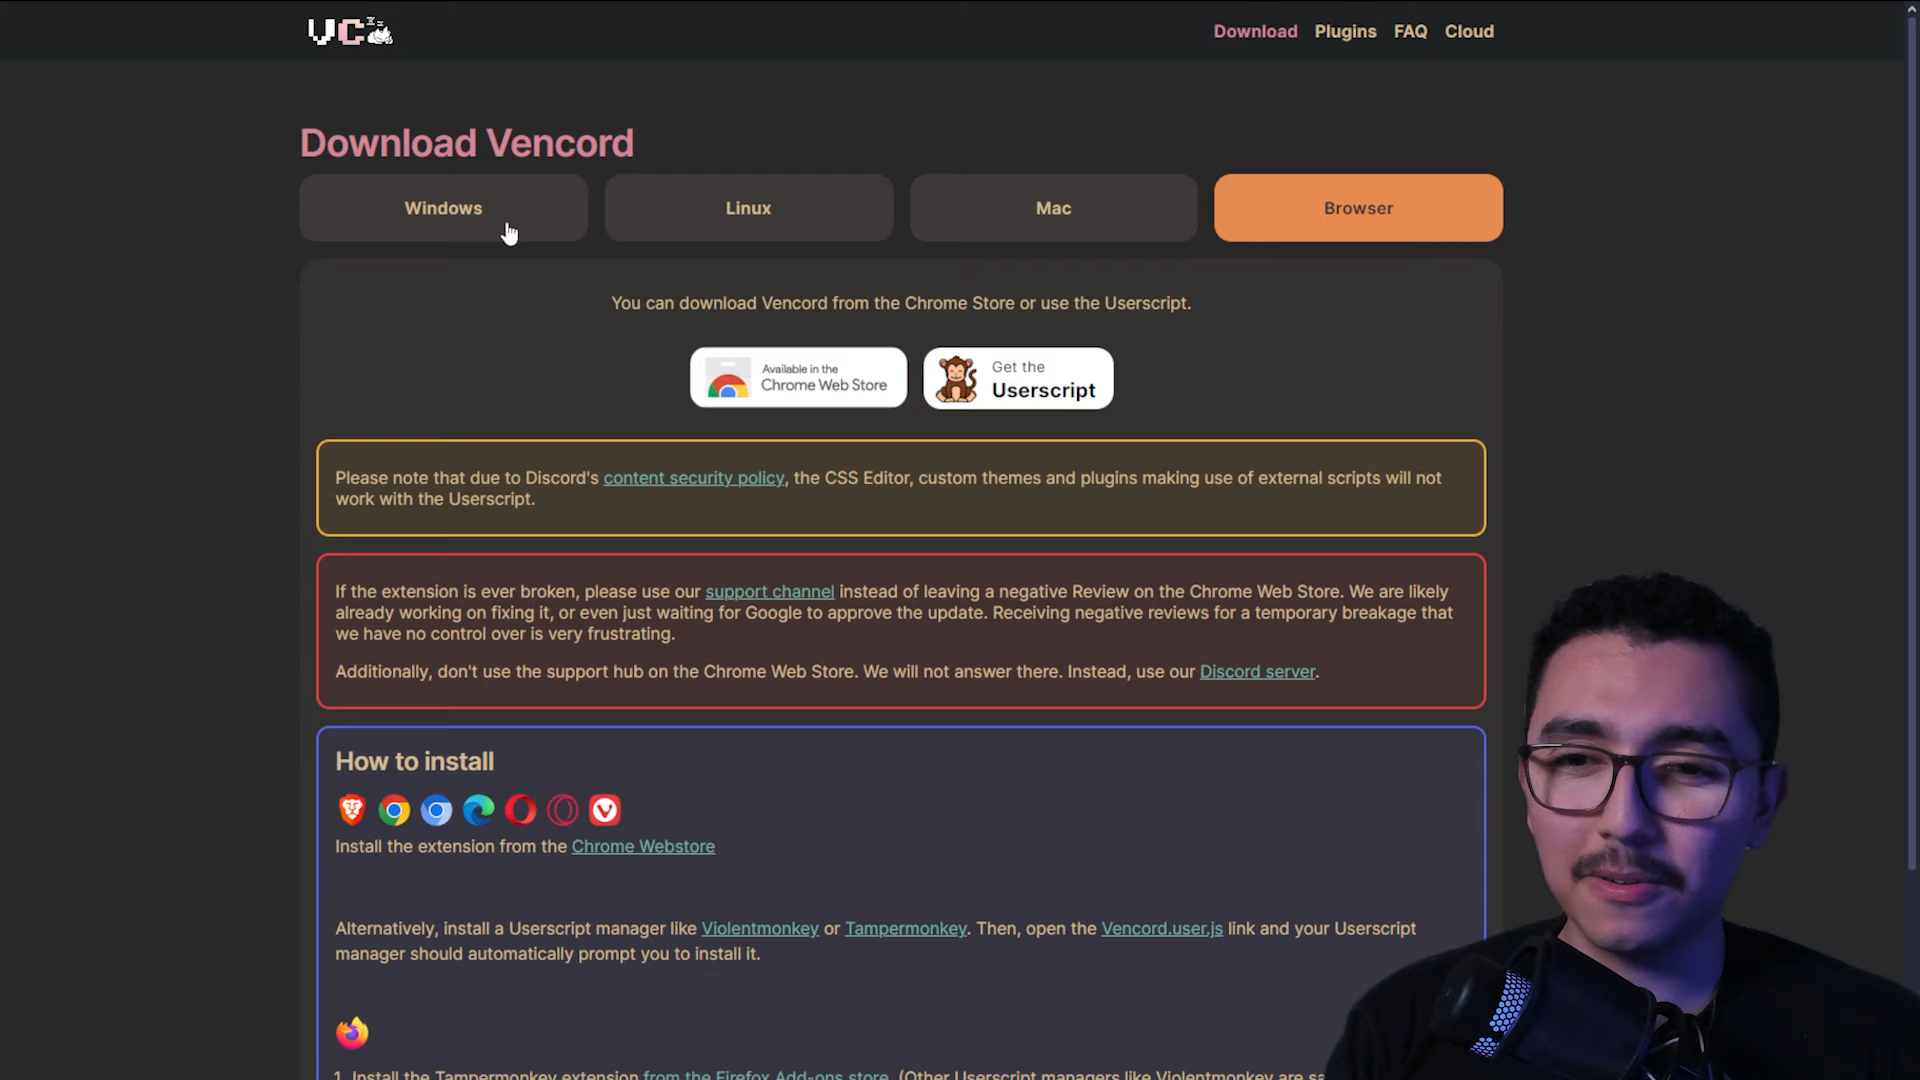 VC
Download Plugins FAQ Cloud
Download Vencord
Windows Linux Mac Browser
You can download Vencord from the Chrome Store or use the Userscript.
Available in the
Chrome Web Store
Get the
Userscript
Please note that due to Discord's content security policy, the CSS Editor, custom themes and plugins making use of external scripts will not
work with the Userscript.
If the extension is ever broken, please use our support channel instead of leaving a negative Review on the Chrome Web Store. We are likely
already working on fixing it, or even just waiting for Google to approve the update. Receiving negative reviews for a temporary breakage that
we have no control over is very frustrating.
Additionally, don't use the support hub on the Chrome Web Store. We will not answer there. Instead, use our Discord server.
How to install
Install the extension from the Chrome Webstore
Alternatively, install a Userscript manager like Violentmonkey or Tampermonkey. Then, open the Vencord.user.js link and your Userscript
manager should automatically prompt you to install it.
1. Install the Tampermonkey extension from the Firefox Add-ons store. (Other Userscript managers like Violentmonkey are